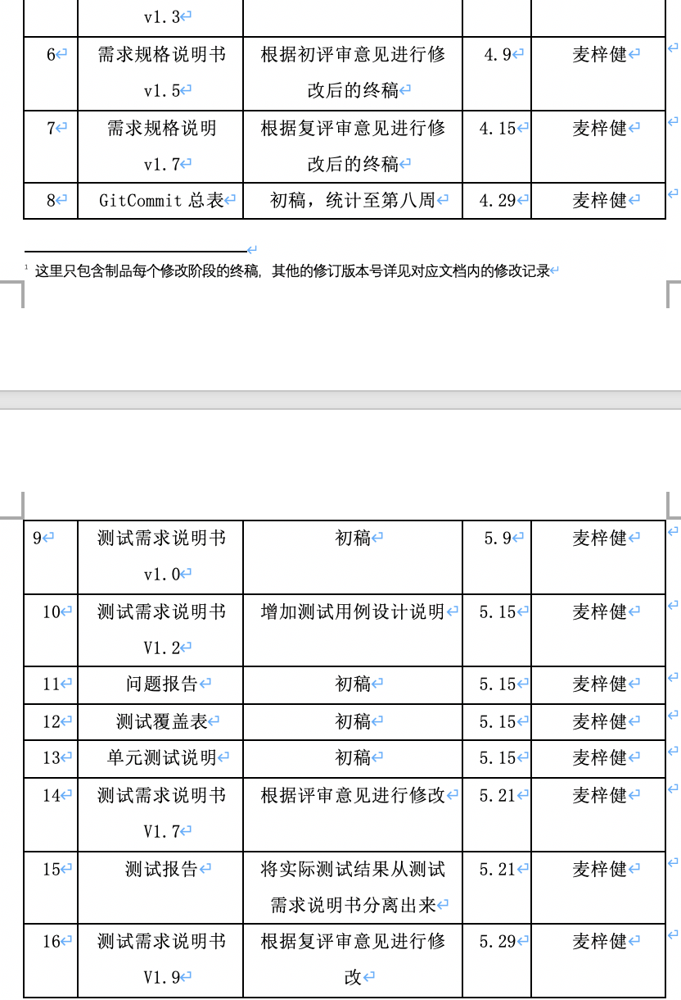 v1.3
6 需求规格说明书 根据初评审意见进行修 4.9 麦梓健
v1.5 改后的终稿
7 需求规格说明 根据复评审意见进行修 4.15 麦梓健
v1.7 改后的终稿
8 GitCommit 总表 初稿，统计至第八周 4.29 麦梓健
1 这里只包含制品每个修改阶段的终稿，其他的修订版本号详见对应文档内的修改记录
9 测试需求说明书 初稿 5.9 麦梓健
v1.0
10 测试需求说明书 增加测试用例设计说明 5.15 麦梓健
V1.2
11 问题报告 初稿 5.15 麦梓健
12 测试覆盖表 初稿 5.15 麦梓健
13 单元测试说明 初稿 5.15 麦梓健
14 测试需求说明书 根据评审意见进行修改 5.21 麦梓健
V1.7
15 测试报告 将实际测试结果从测试 5.21 麦梓健
需求说明书分离出来
16 测试需求说明书 根据复评审意见进行修 5.29 麦梓健
V1.9 改